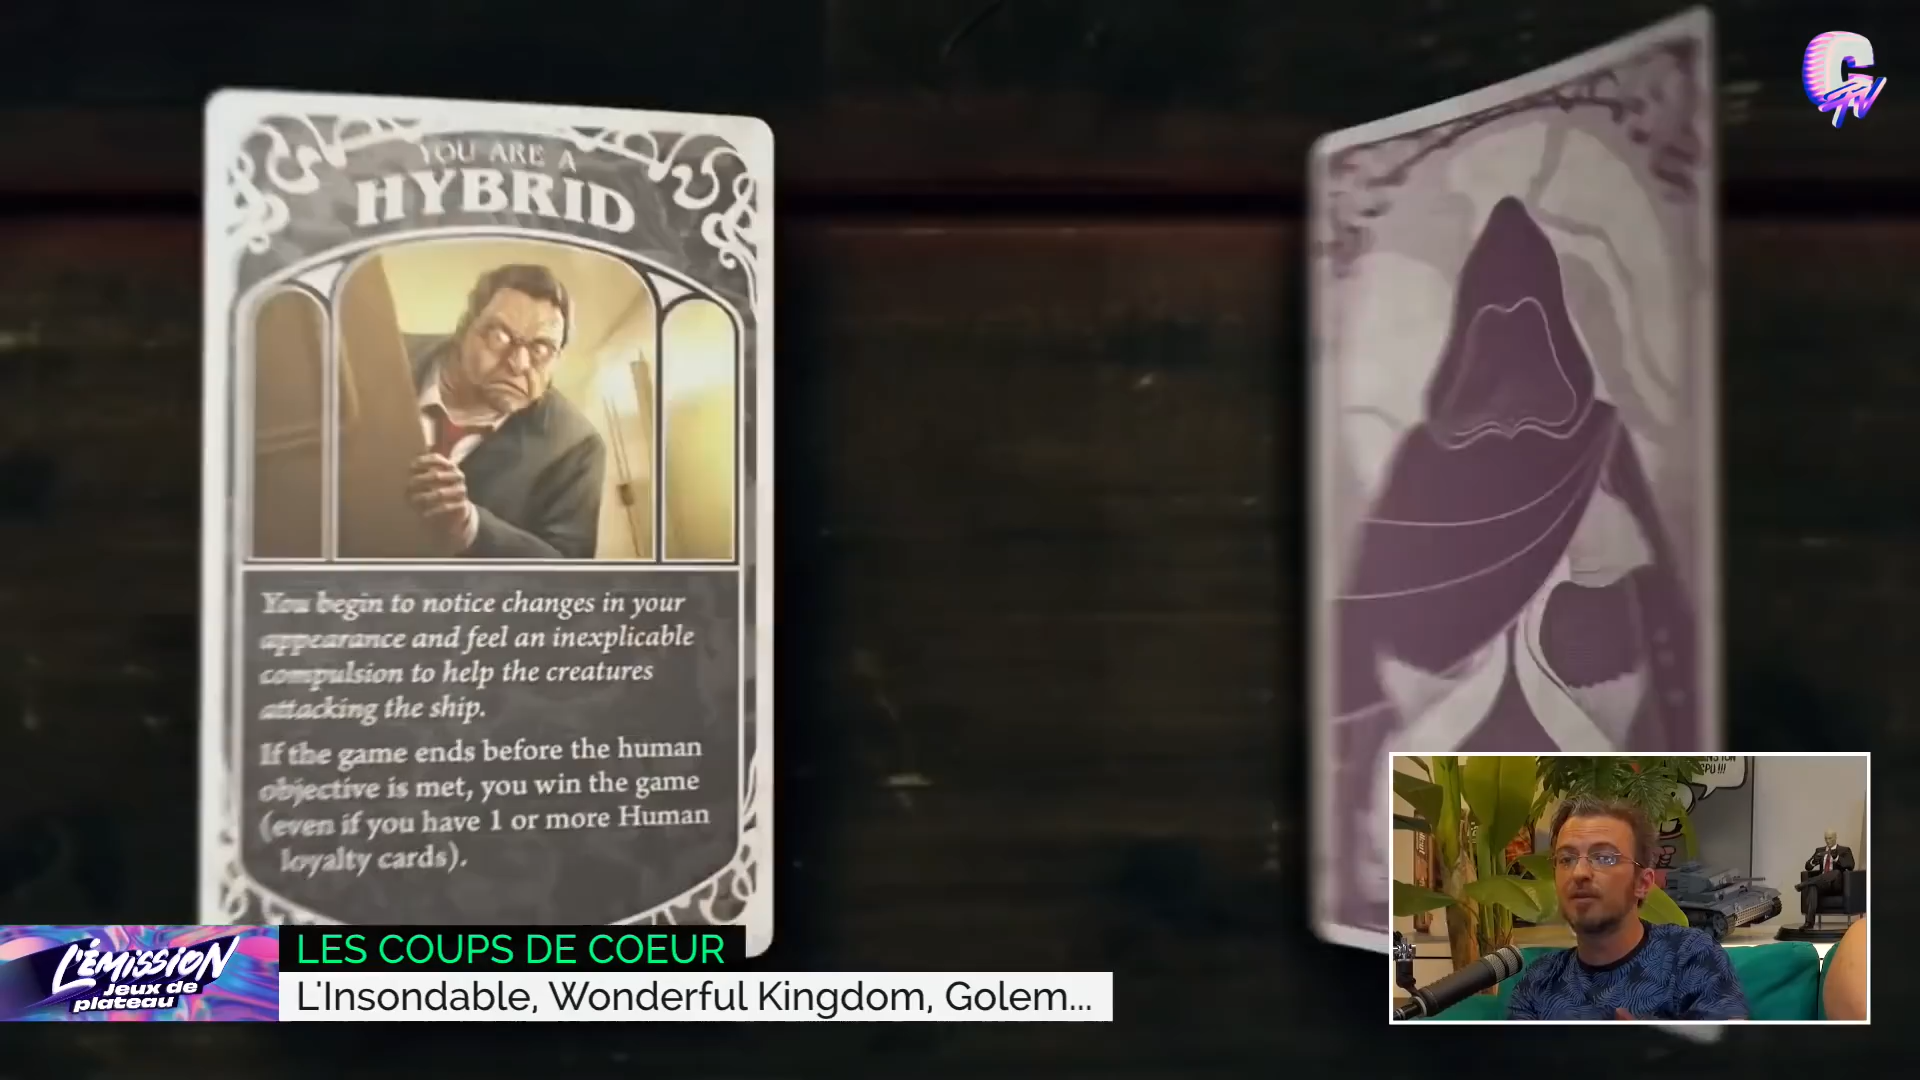 YOU ARE A
HYBRID
You begin to notice changes in your
appearance and feel an inexplicable
compulsion to help the creatures
attacking the ship.
If the game ends before the human
objective is met, you win the game
(even if you have 1 or more Human
loyalty cards).
G
TV
PU !!!
L'ÉMISSION
Jeux de
plateau
LES COUPS DE COEUR
L'Insondable, Wonderful Kingdom, Golem...